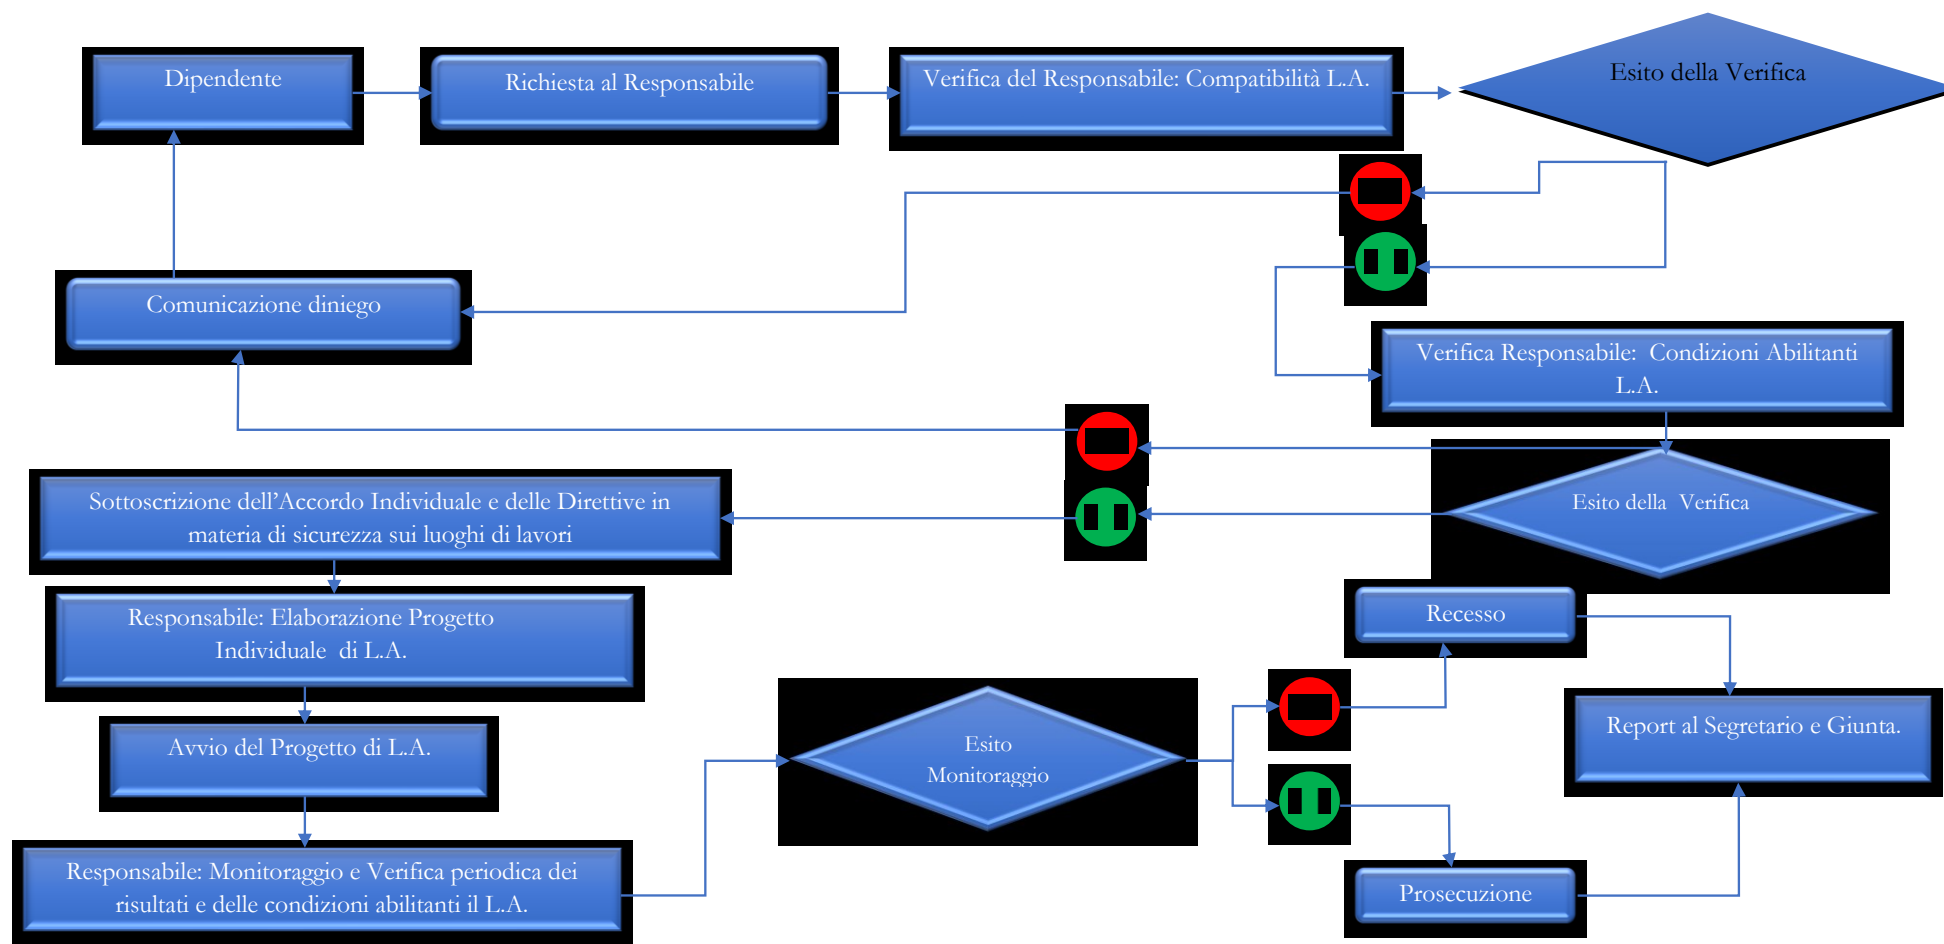 Dipendente
Richiesta al Responsabile
Verifica del Responsabile: Compatibilità L.A.
Esito della Verifica
Comunicazione diniego
Verifica Responsabile:  Condizioni Abilitanti
L.A.
Esito della  Verifica
Sottoscrizione dell’Accordo Individuale e delle Direttive in
materia di sicurezza sui luoghi di lavori
Responsabile: Elaborazione Progetto
Individuale  di L.A.
Avvio del Progetto di L.A.
Responsabile: Monitoraggio e Verifica periodica dei
risultati e delle condizioni abilitanti il L.A.
Esito
Monitoraggio
Recesso
Report al Segretario e Giunta.
Prosecuzione